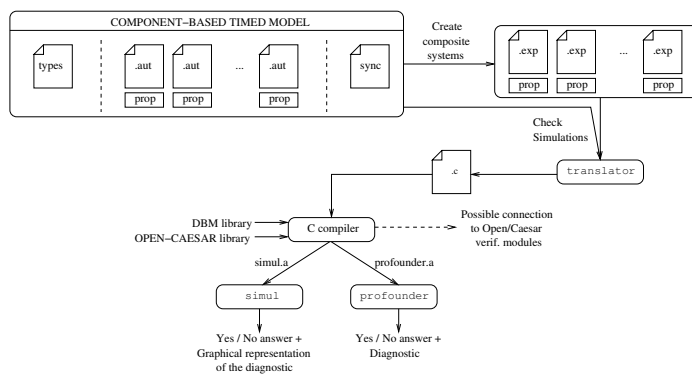 COMPONENT−BASED TIMED MODEL
types
.aut
.aut
...
.aut
sync
prop
prop
prop
Create
composite
systems
.exp
.exp
...
.exp
prop
prop
prop
Check
Simulations
translator
.c
DBM library
OPEN−CAESAR library
C compiler
Possible connection
to Open/Caesar
verif. modules
simul.a
profounder.a
simul
profounder
Yes / No answer +
Graphical representation
of the diagnostic
Yes / No answer +
Diagnostic